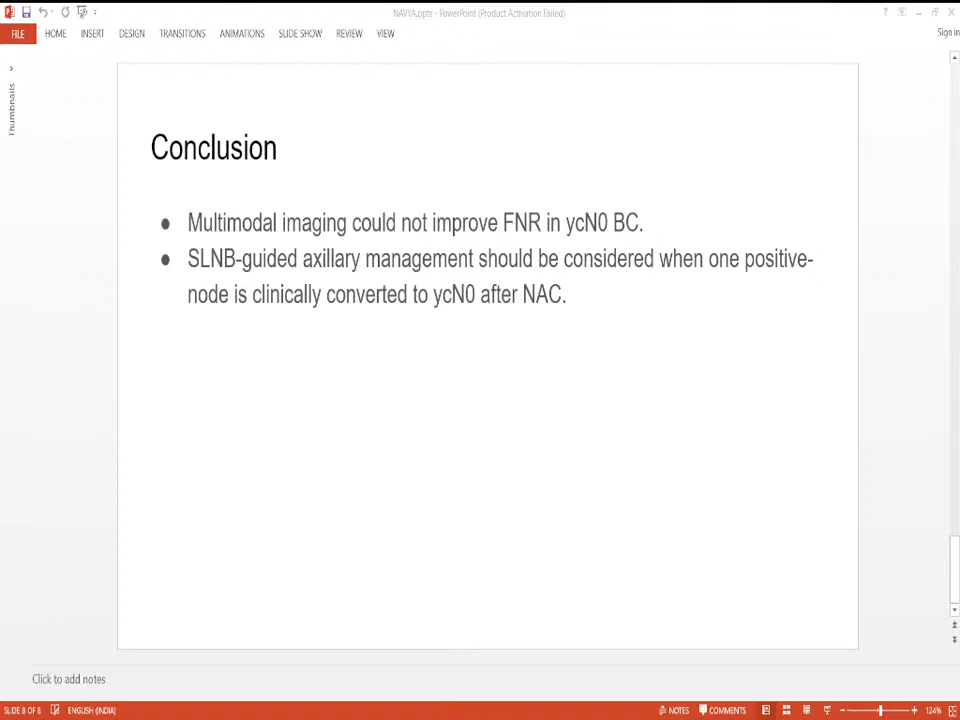 NAVYA.pptx - PowerPoint (Product Activation Failed)
FILE HOME INSERT DESIGN TRANSITIONS ANIMATIONS SLIDE SHOW REVIEW VIEW
Sign in
Thumbnails
Conclusion
● Multimodal imaging could not improve FNR in ycN0 BC.
● SLNB-guided axillary management should be considered when one positive-
node is clinically converted to ycN0 after NAC.
Click to add notes
SLIDE 8 OF 8 ENGLISH (INDIA) NOTES COMMENTS 124%